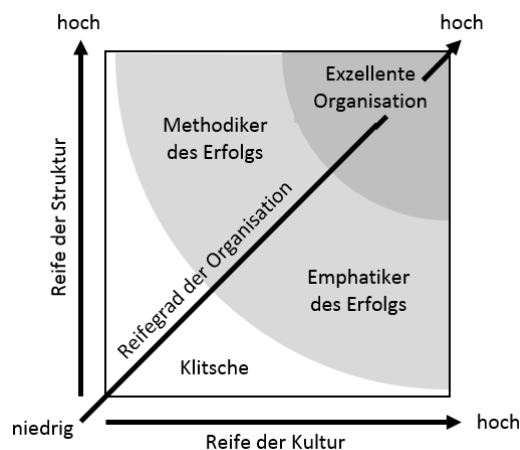 hoch
hoch
Exzellente
Organisation
Methodiker
des Erfolgs
Reife der Struktur
Reifegrad der Organisation
Emphatiker
des Erfolgs
Klitsche
niedrig
hoch
Reife der Kultur